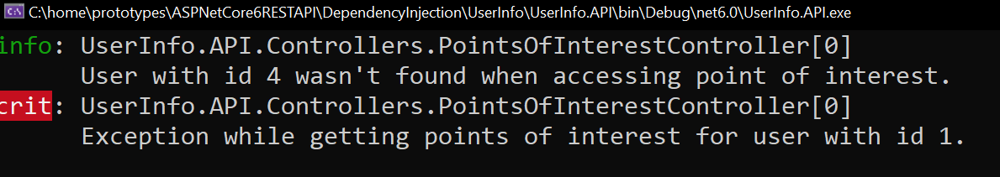 C:\home\prototypes\ASPNetCore6RESTAPI\DependencyInjection\UserInfo\UserInfo.API\bin\Debug\net6.0\UserInfo.API.exe
info: UserInfo.API.Controllers.PointsOfInterestController[0]
User with id 4 wasn't found when accessing point of interest.
crit: UserInfo.API.Controllers.PointsOfInterestController[0]
Exception while getting points of interest for user with id 1.